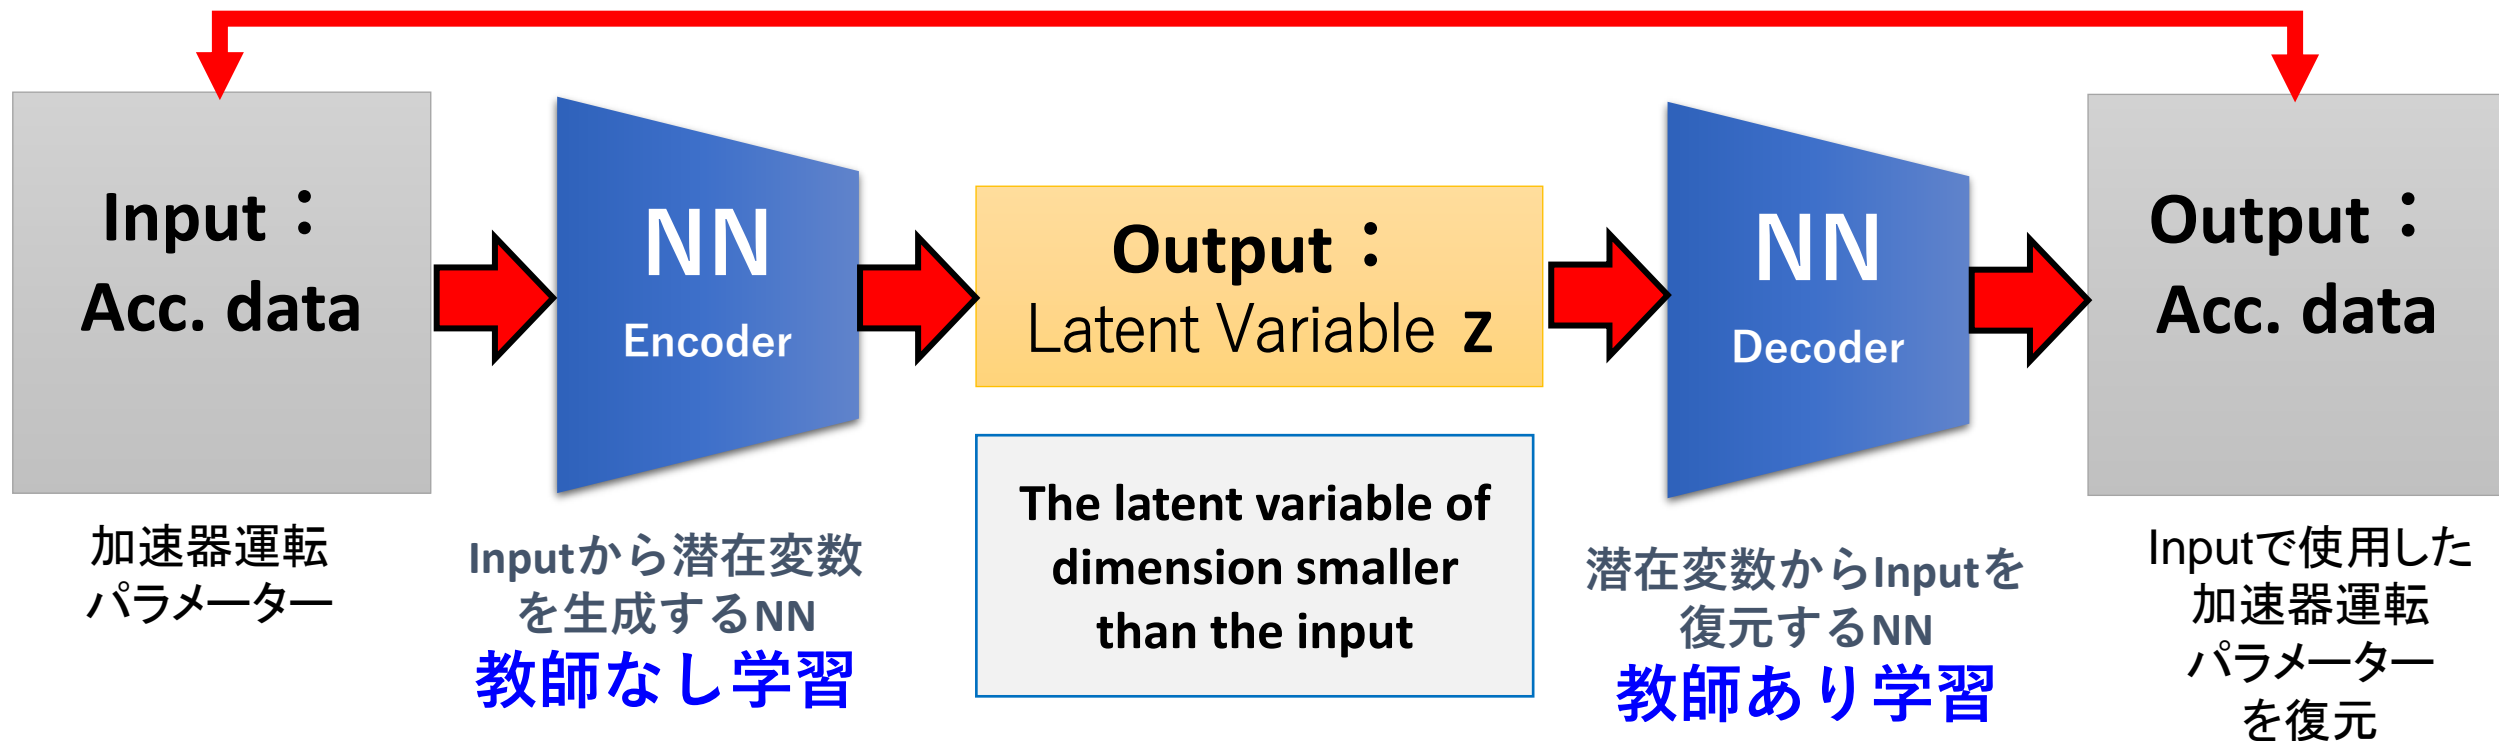 Input：
Acc. data
加速器運転
パラメーター
NN
Encoder
Inputから潜在変数
を生成するNN
教師なし学習
Output：
Latent Variable z
The latent variable of
dimension smaller
than the input
NN
Decoder
潜在変数からInputを
復元するNN
教師あり学習
Output：
Acc. data
Inputで使用した
加速器運転
パラメーター
を復元